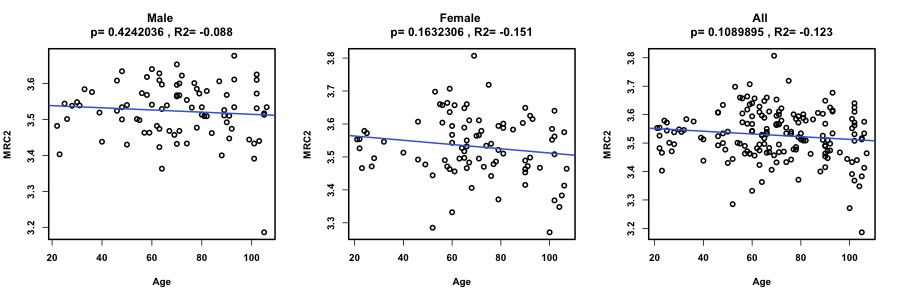 Male
p= 0.4242036 , R2= -0.088
MRC2
3.6
3.5
3.4
3.3
3.2
20 40 60 80 100
Age
Female
p= 0.1632306 , R2= -0.151
MRC2
3.8
3.7
3.6
3.5
3.4
3.3
20 40 60 80 100
Age
All
p= 0.1089895 , R2= -0.123
MRC2
3.8
3.7
3.6
3.5
3.4
3.3
3.2
20 40 60 80 100
Age